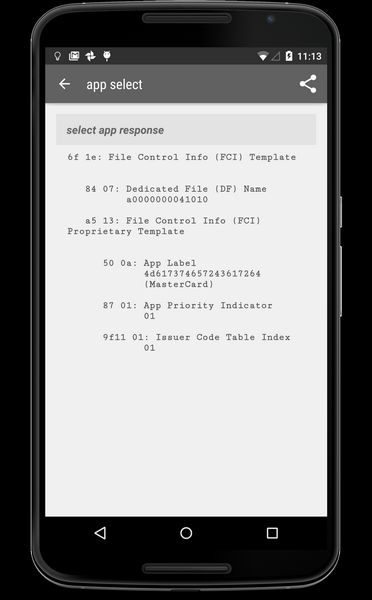 11:13
app select
select app response
6f 1e: File Control Info (FCI) Template
84 07: Dedicated File (DF) Name
a0000000041010
a5 13: File Control Info (FCI)
Proprietary Template
50 0a: App Label
4d617374657243617264
(MasterCard)
87 01: App Priority Indicator
01
9f11 01: Issuer Code Table Index
01